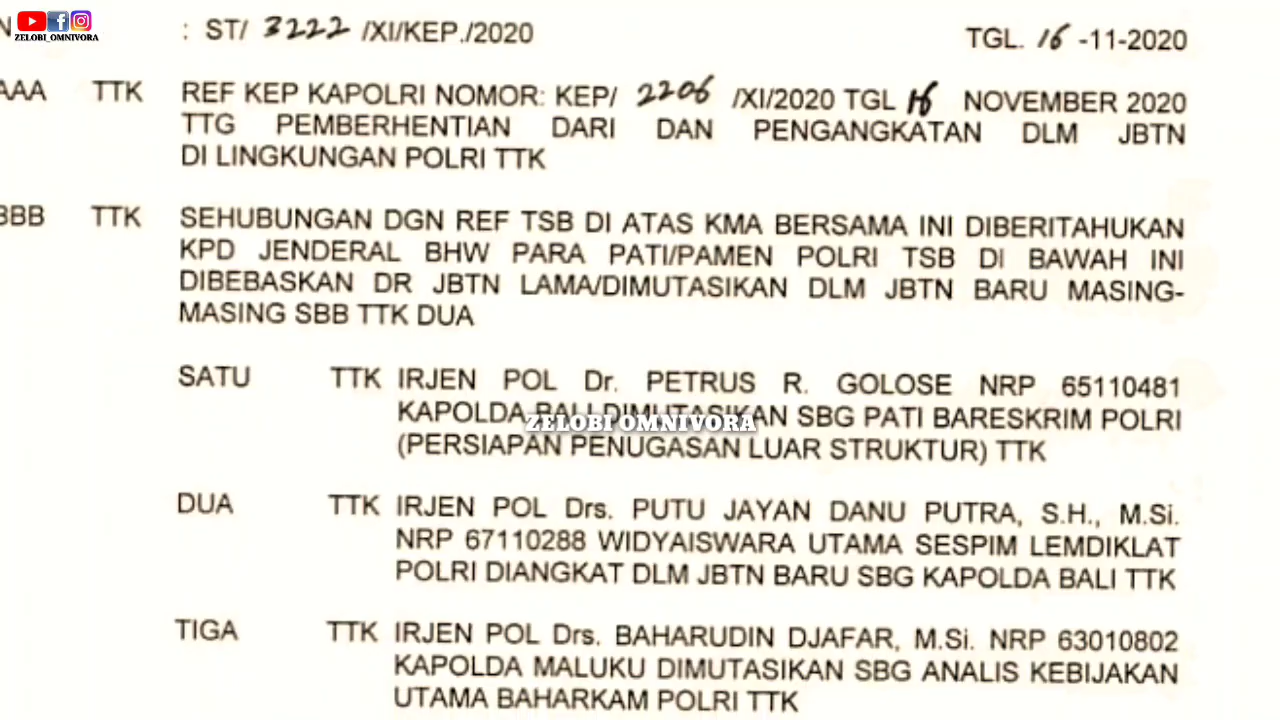 ZELOBI_OMNIVORA
N : ST/ 3222 /XI/KEP./2020 TGL. 16 -11-2020
AAA TTK REF KEP KAPOLRI NOMOR: KEP/ 2206 /XI/2020 TGL 16 NOVEMBER 2020
TTG PEMBERHENTIAN DARI DAN PENGANGKATAN DLM JBTN
DI LINGKUNGAN POLRI TTK
BBB TTK SEHUBUNGAN DGN REF TSB DI ATAS KMA BERSAMA INI DIBERITAHUKAN
KPD JENDERAL BHW PARA PATI/PAMEN POLRI TSB DI BAWAH INI
DIBEBASKAN DR JBTN LAMA/DIMUTASIKAN DLM JBTN BARU MASING-
MASING SBB TTK DUA
SATU TTK IRJEN POL Dr. PETRUS R. GOLOSE NRP 65110481
KAPOLDA BALI DIMUTASIKAN SBG PATI BARESKRIM POLRI
ZELOBI OMNIVORA
(PERSIAPAN PENUGASAN LUAR STRUKTUR) TTK
DUA TTK IRJEN POL Drs. PUTU JAYAN DANU PUTRA, S.H., M.Si.
NRP 67110288 WIDYAISWARA UTAMA SESPIM LEMDIKLAT
POLRI DIANGKAT DLM JBTN BARU SBG KAPOLDA BALI TTK
TIGA TTK IRJEN POL Drs. BAHARUDIN DJAFAR, M.Si. NRP 63010802
KAPOLDA MALUKU DIMUTASIKAN SBG ANALIS KEBIJAKAN
UTAMA BAHARKAM POLRI TTK